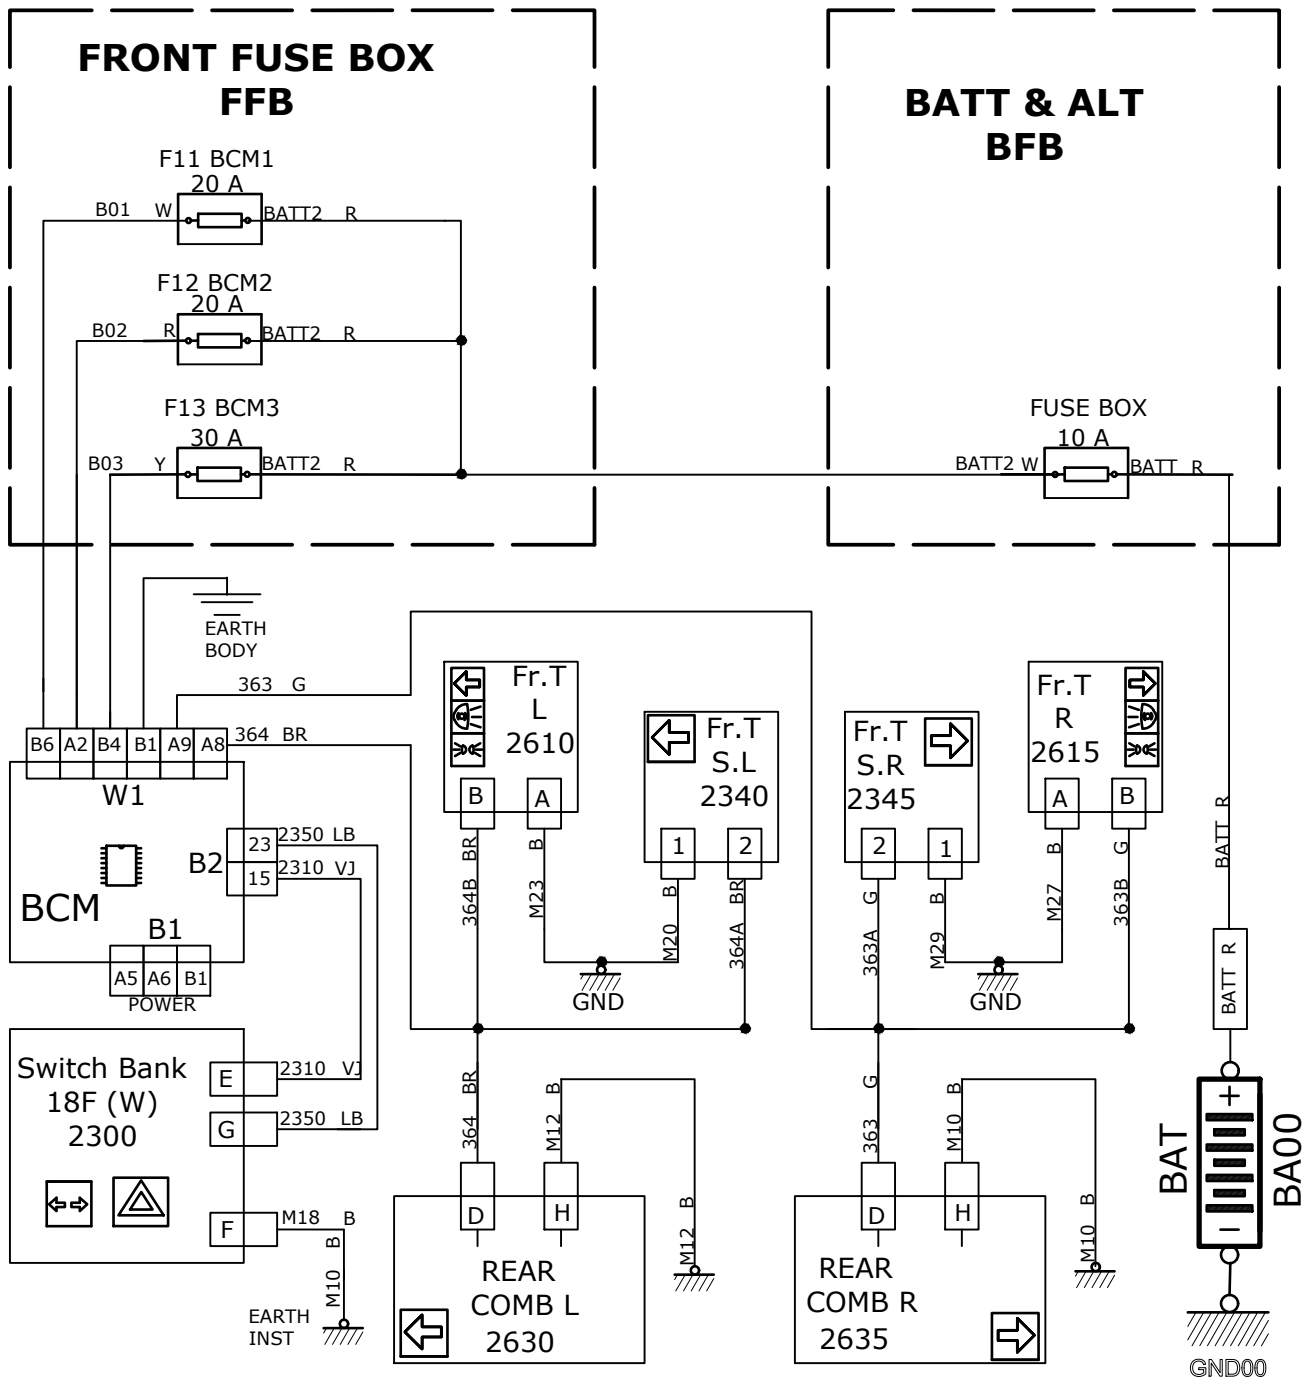 FRONT FUSE BOX
FFB
BATT & ALT
BFB
F11 BCM1
20 A
B01 W
BATT2 R
F12 BCM2
20 A
B02 R
BATT2 R
F13 BCM3
30 A
B03 Y
BATT2 R
FUSE BOX
10 A
BATT2 W
BATT R
EARTH
BODY
363 G
364 BR
B6 A2 B4 B1 A9 A8
W1
BCM
B2
23
2350 LB
15
2310 VJ
B1
A5 A6 B1
POWER
Fr.T
L
2610
B A
364B BR
M23 B
Fr.T
S.L
2340
1 2
M20 B
364A BR
GND
Fr.T
S.R
2345
2 1
363A G
M29 B
Fr.T
R
2615
A B
M27 B
363B G
GND
BATT R
BATT R
Switch Bank
18F (W)
2300
E
2310 VJ
G
2350 LB
F
M18 B
M10 B
EARTH
INST
364 BR
M12 B
M12 B
D H
REAR
COMB L
2630
363 G
M10 B
M10 B
D H
REAR
COMB R
2635
+
BAT
BA00
−
GND00